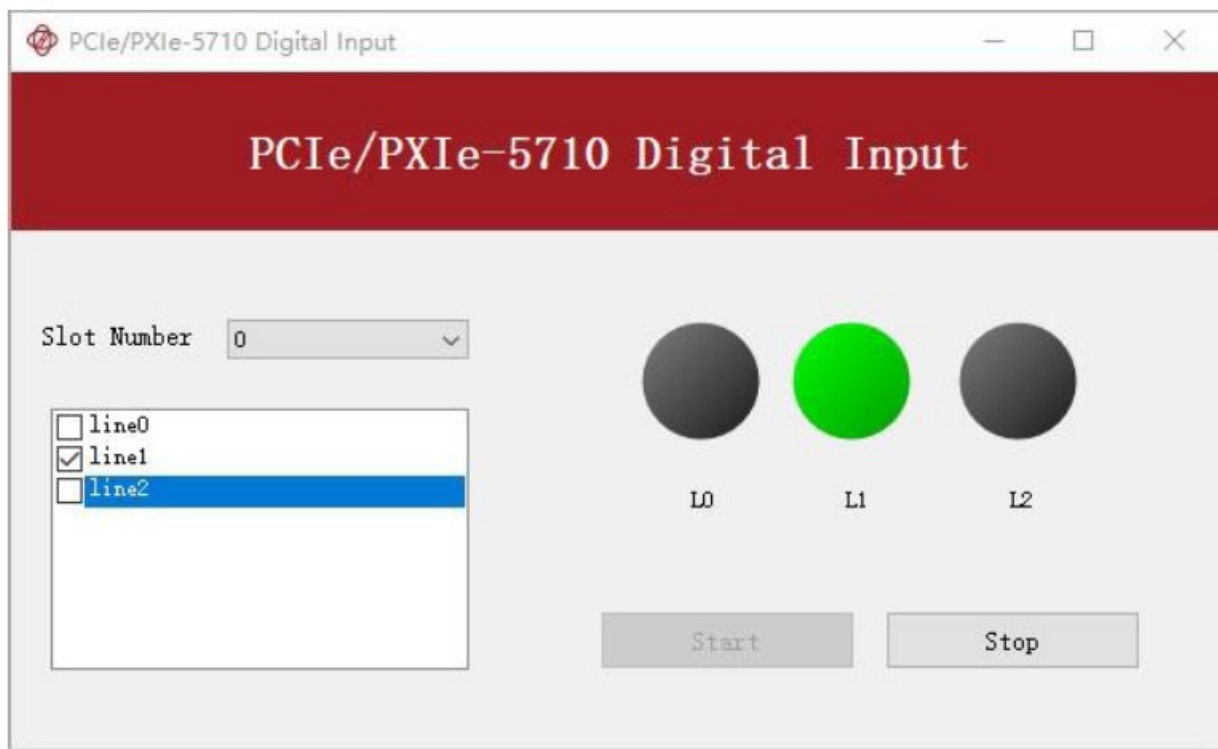 PCIe/PXIe-5710 Digital Input
PCIe/PXIe-5710 Digital Input
Slot Number
0
line0
line1
line2
L0
L1
L2
Start
Stop